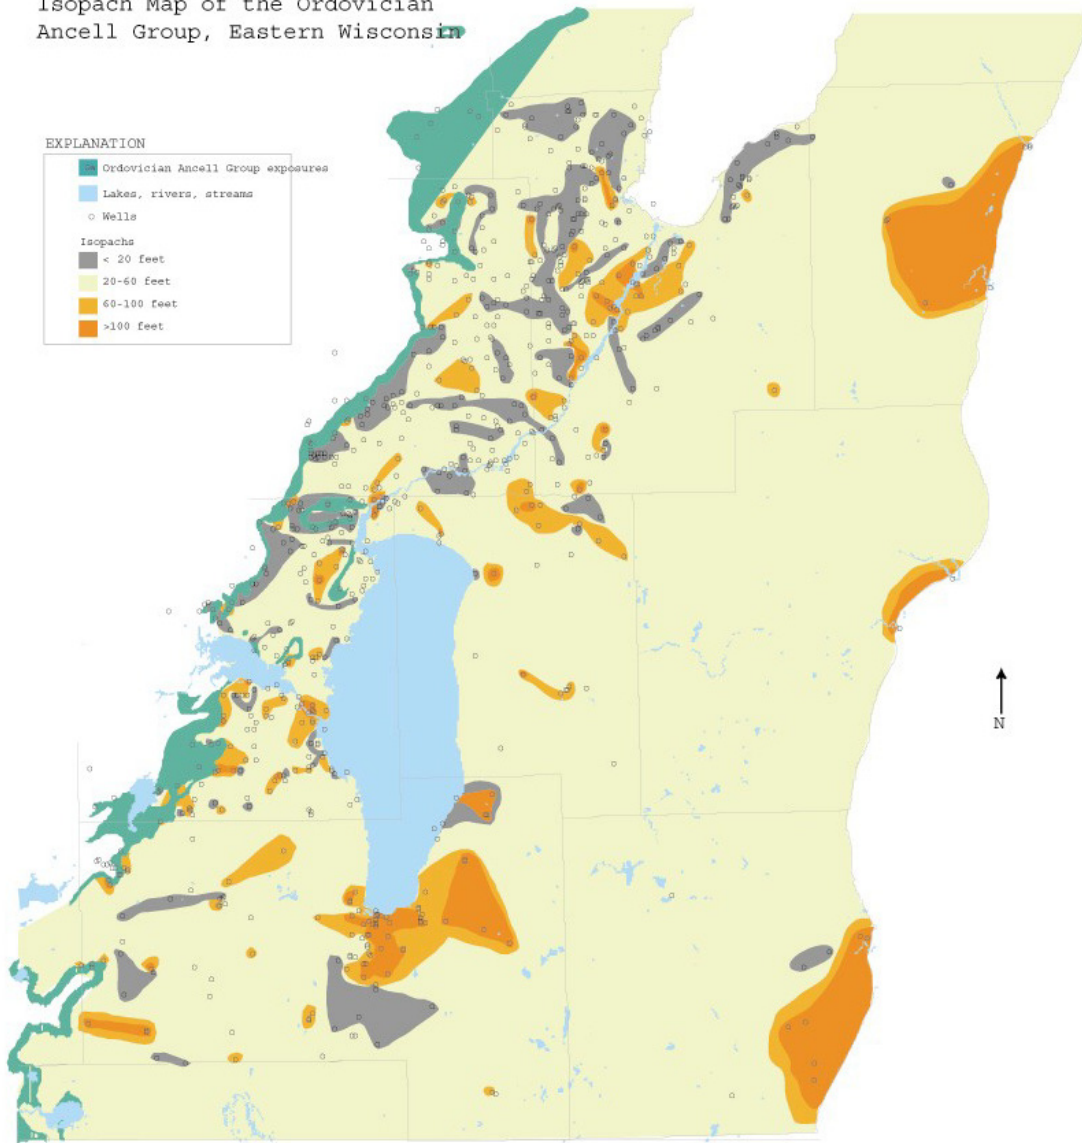 Isopach Map of the Ordovician
Ancell Group, Eastern Wisconsin
EXPLANATION
Ordovician Ancell Group exposures
Lakes, rivers, streams
Wells
Isopachs
< 20 feet
20-60 feet
60-100 feet
>100 feet
N